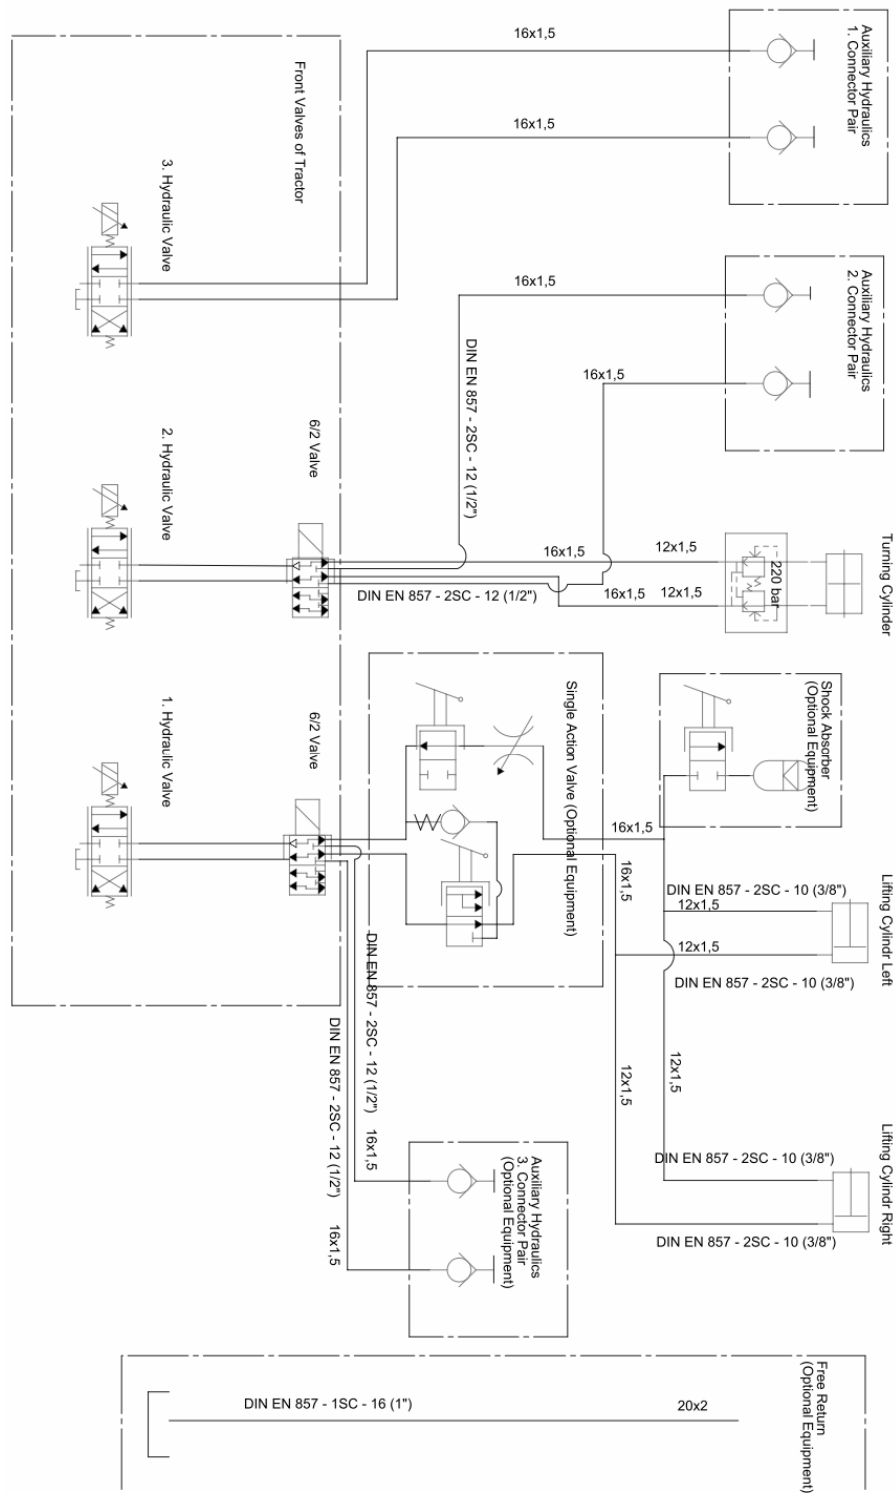 16x1,5
Auxiliary Hydraulics
1. Connector Pair
Front Valves of Tractor
16x1,5
3. Hydraulic Valve
16x1,5
Auxiliary Hydraulics
2. Connector Pair
DIN EN 857 - 2SC - 12 (1/2")
16x1,5
6/2 Valve
2. Hydraulic Valve
Turning Cylinder
16x1,5
12x1,5
220 bar
DIN EN 857 - 2SC - 12 (1/2")
16x1,5
12x1,5
Single Action Valve (Optional Equipment)
Shock Absorber
(Optional Equipment)
6/2 Valve
1. Hydraulic Valve
16x1,5
16x1,5
DIN EN 857 - 2SC - 10 (3/8")
12x1,5
Lifting Cylindr Left
12x1,5
DIN EN 857 - 2SC - 10 (3/8")
DIN EN 857 - 2SC - 12 (1/2")
16x1,5
DIN EN 857 - 2SC - 12 (1/2")
16x1,5
12x1,5
12x1,5
Lifting Cylindr Right
DIN EN 857 - 2SC - 10 (3/8")
DIN EN 857 - 2SC - 10 (3/8")
Auxiliary Hydraulics
3. Connector Pair
(Optional Equipment)
Free Return
(Optional Equipment)
DIN EN 857 - 1SC - 16 (1")
20x2